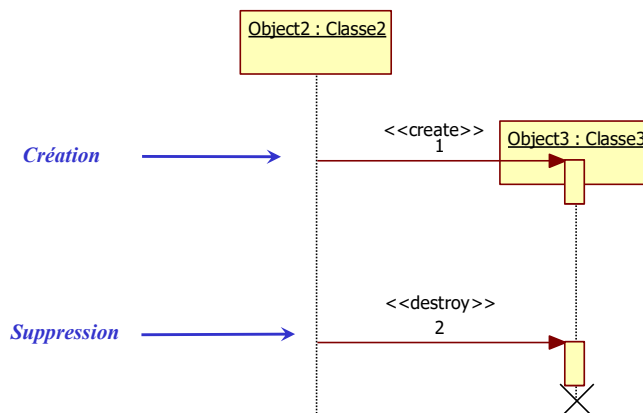 Object2 : Classe2
<<create>>
1
Object3 : Classe3
Création
<<destroy>>
2
Suppression